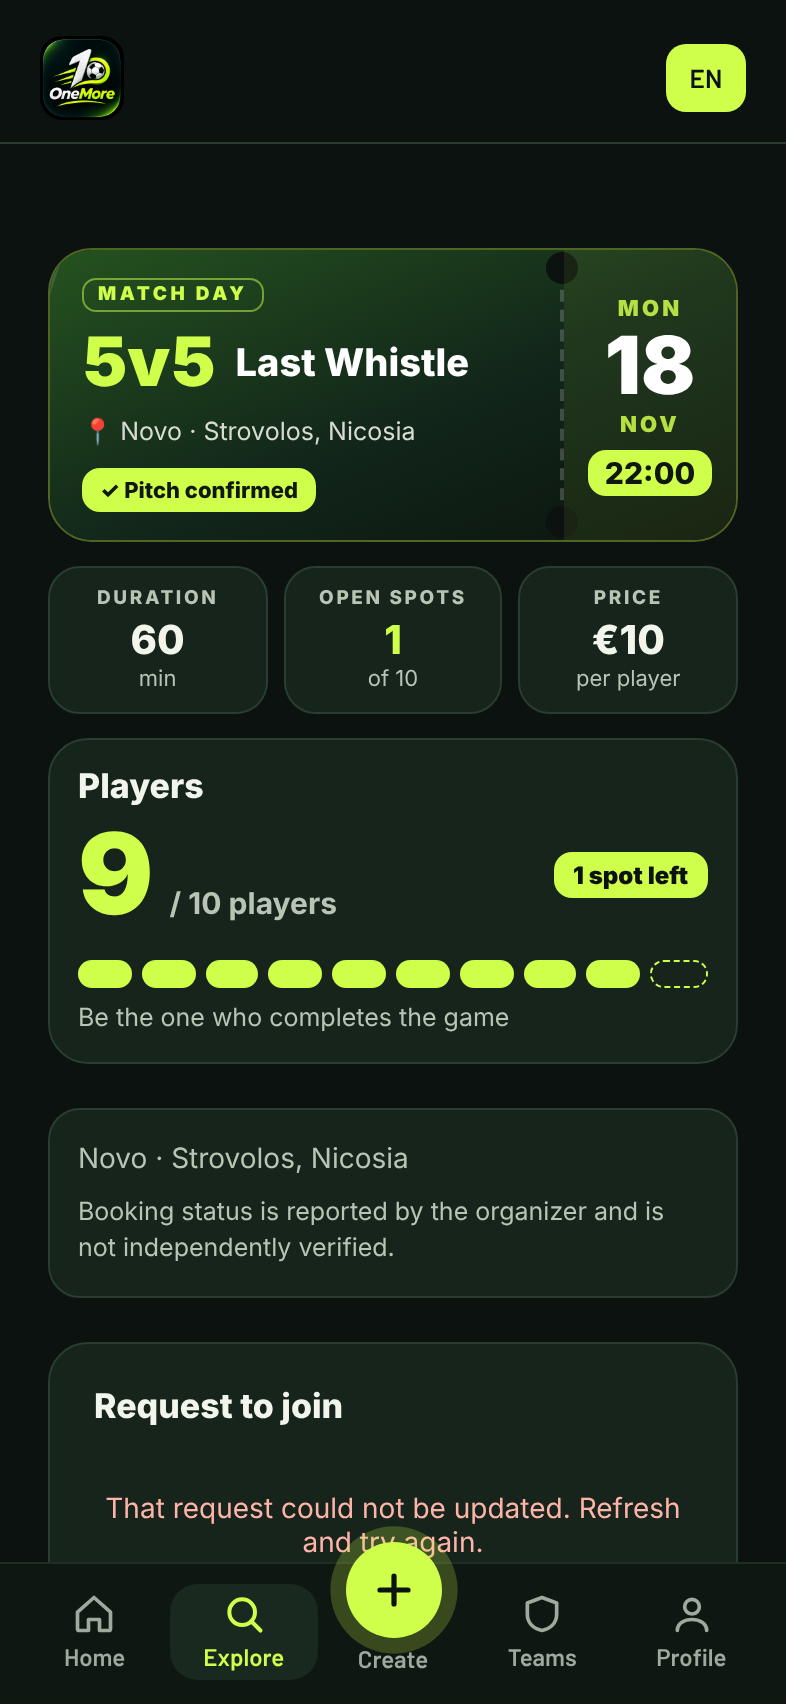 OneMore
EN
MATCH DAY
5v5 Last Whistle
📍 Novo · Strovolos, Nicosia
✓ Pitch confirmed
MON
18
NOV
22:00
DURATION
60
min
OPEN SPOTS
1
of 10
PRICE
€10
per player
Players
9 / 10 players
1 spot left
Be the one who completes the game
Novo · Strovolos, Nicosia
Booking status is reported by the organizer and is
not independently verified.
Request to join
That request could not be updated. Refresh
and try again.
Home
Explore
Create
Teams
Profile